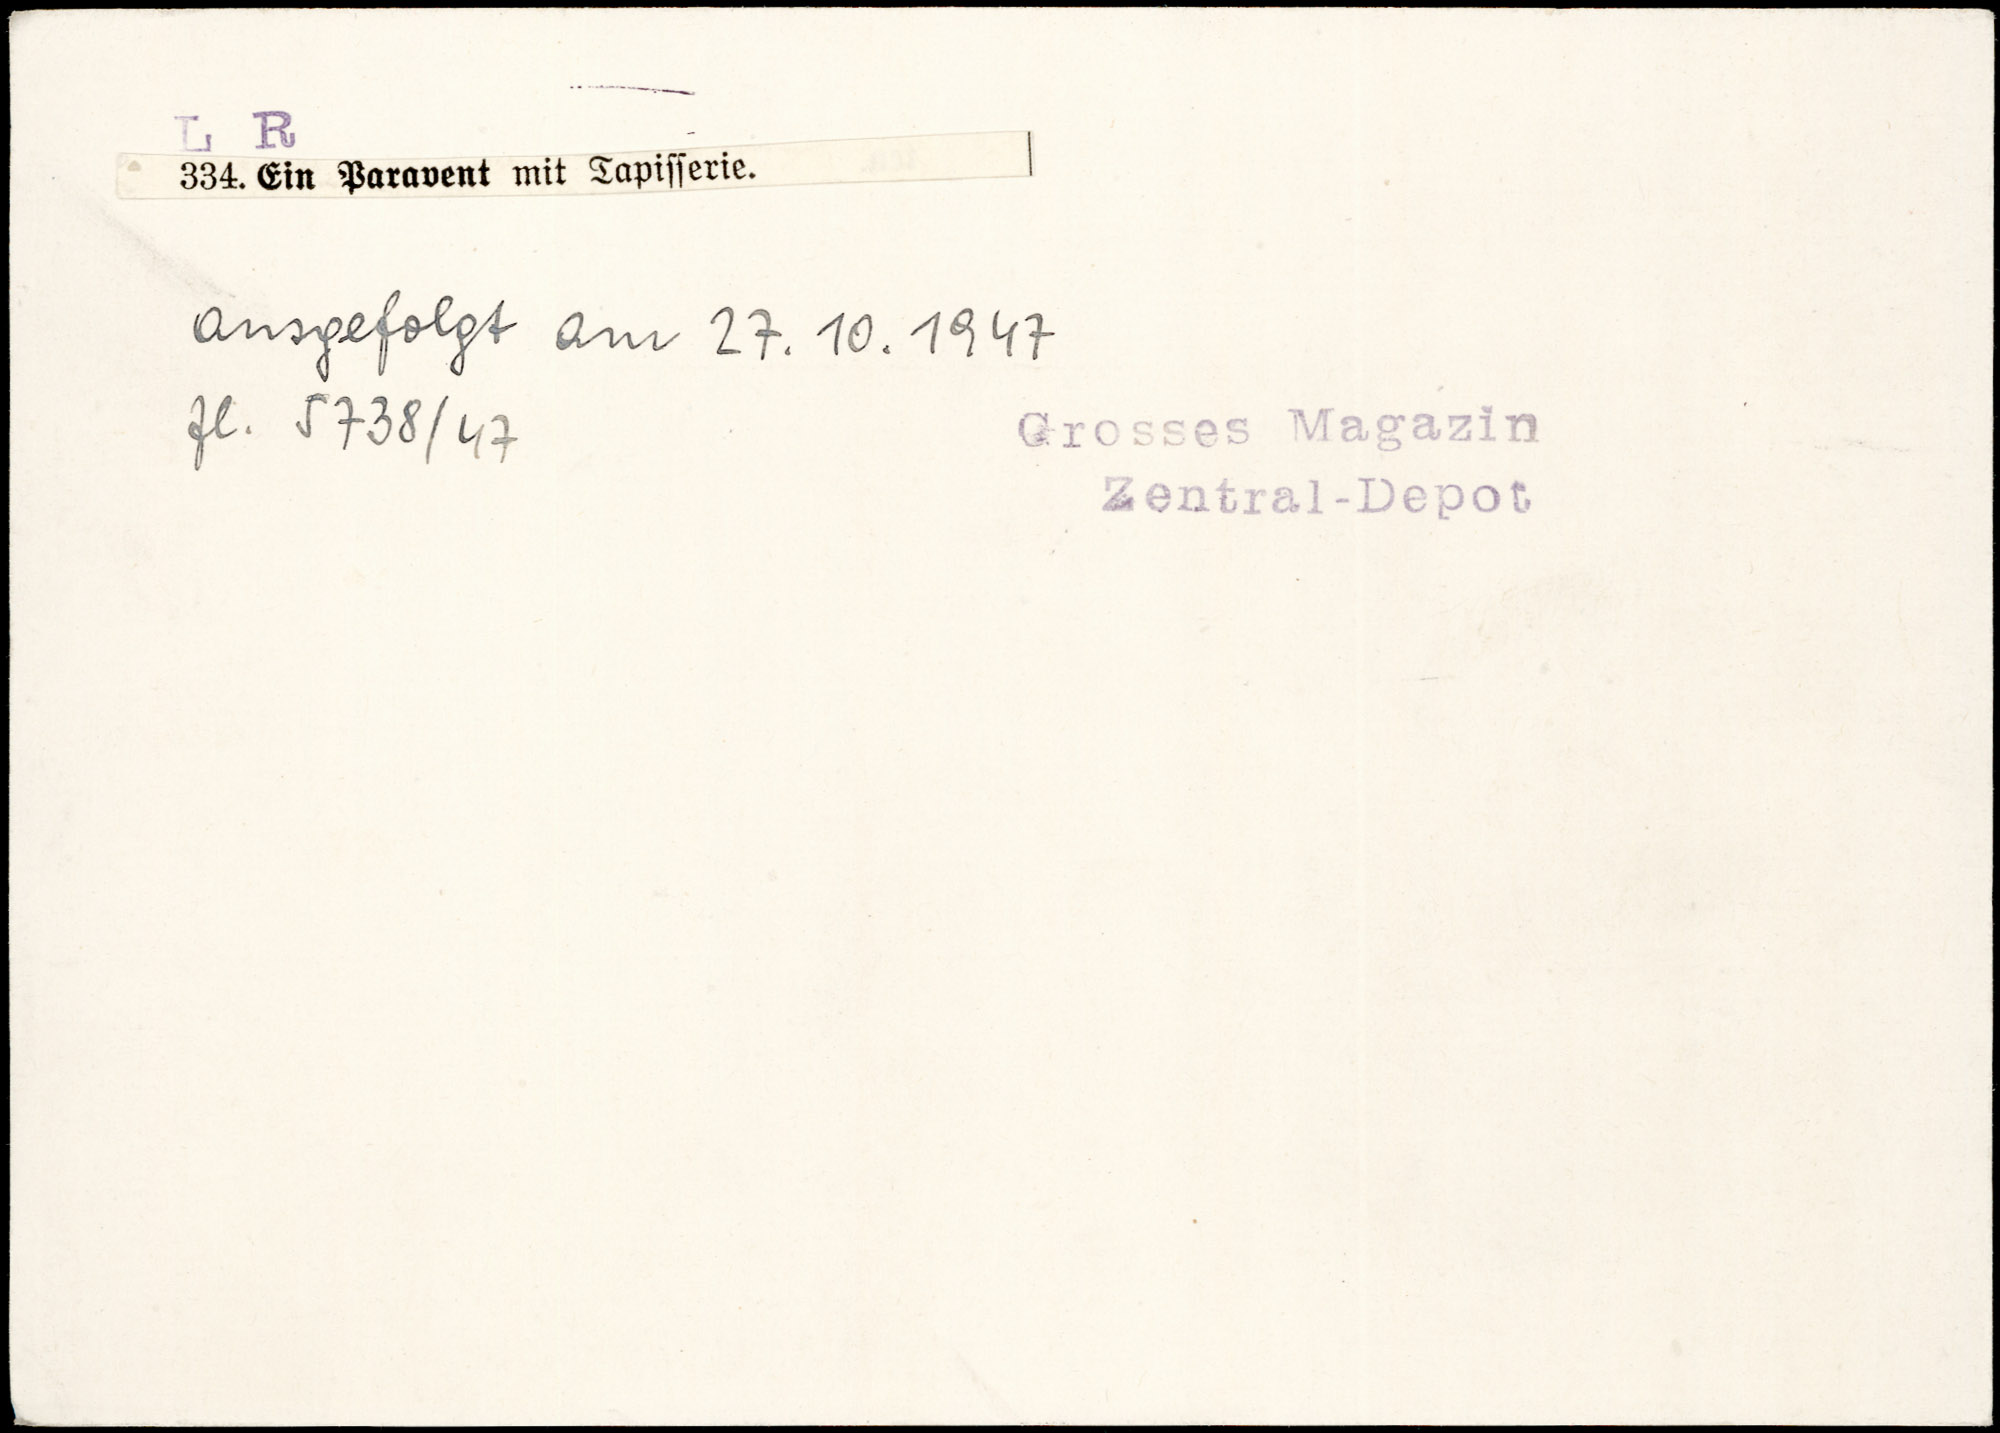 L R
334. Ein Paravent mit Tapisserie.
ausgefolgt am 27. 10. 1947
Zl. 5738/47
Grosses Magazin
Zentral-Depot